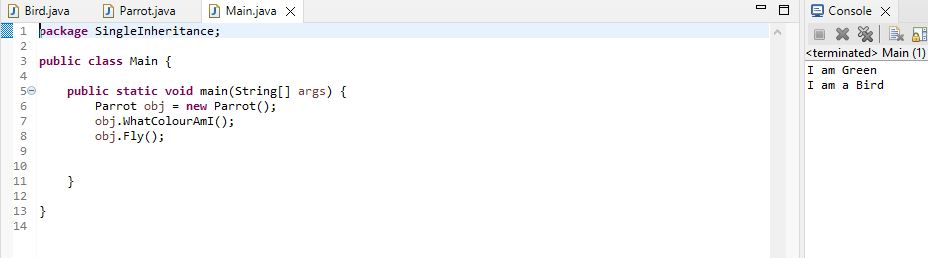 Bird.java Parrot.java Main.java
1 package SingleInheritance;
2
3 public class Main {
4
5 public static void main(String[] args) {
6 Parrot obj = new Parrot();
7 obj.WhatColourAmI();
8 obj.Fly();
9
10
11 }
12
13 }
14
Console
<terminated> Main (1)
I am Green
I am a Bird